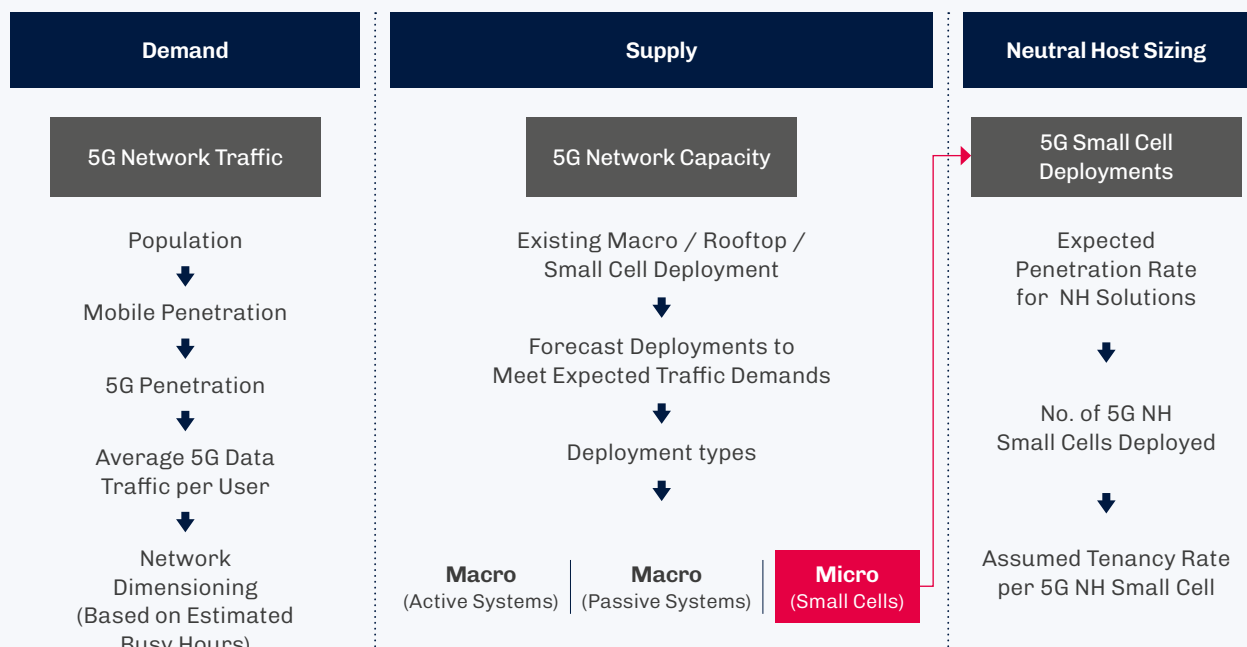 Demand
5G Network Traffic
Population
Mobile Penetration
5G Penetration
Average 5G Data
Traffic per User
Network
Dimensioning
(Based on Estimated
Busy Hours)
Supply
5G Network Capacity
Existing Macro / Rooftop /
Small Cell Deployment
Forecast Deployments to
Meet Expected Traffic Demands
Deployment types
Macro
(Active Systems)
Macro
(Passive Systems)
Micro
(Small Cells)
Neutral Host Sizing
5G Small Cell
Deployments
Expected
Penetration Rate
for NH Solutions
No. of 5G NH
Small Cells Deployed
Assumed Tenancy Rate
per 5G NH Small Cell